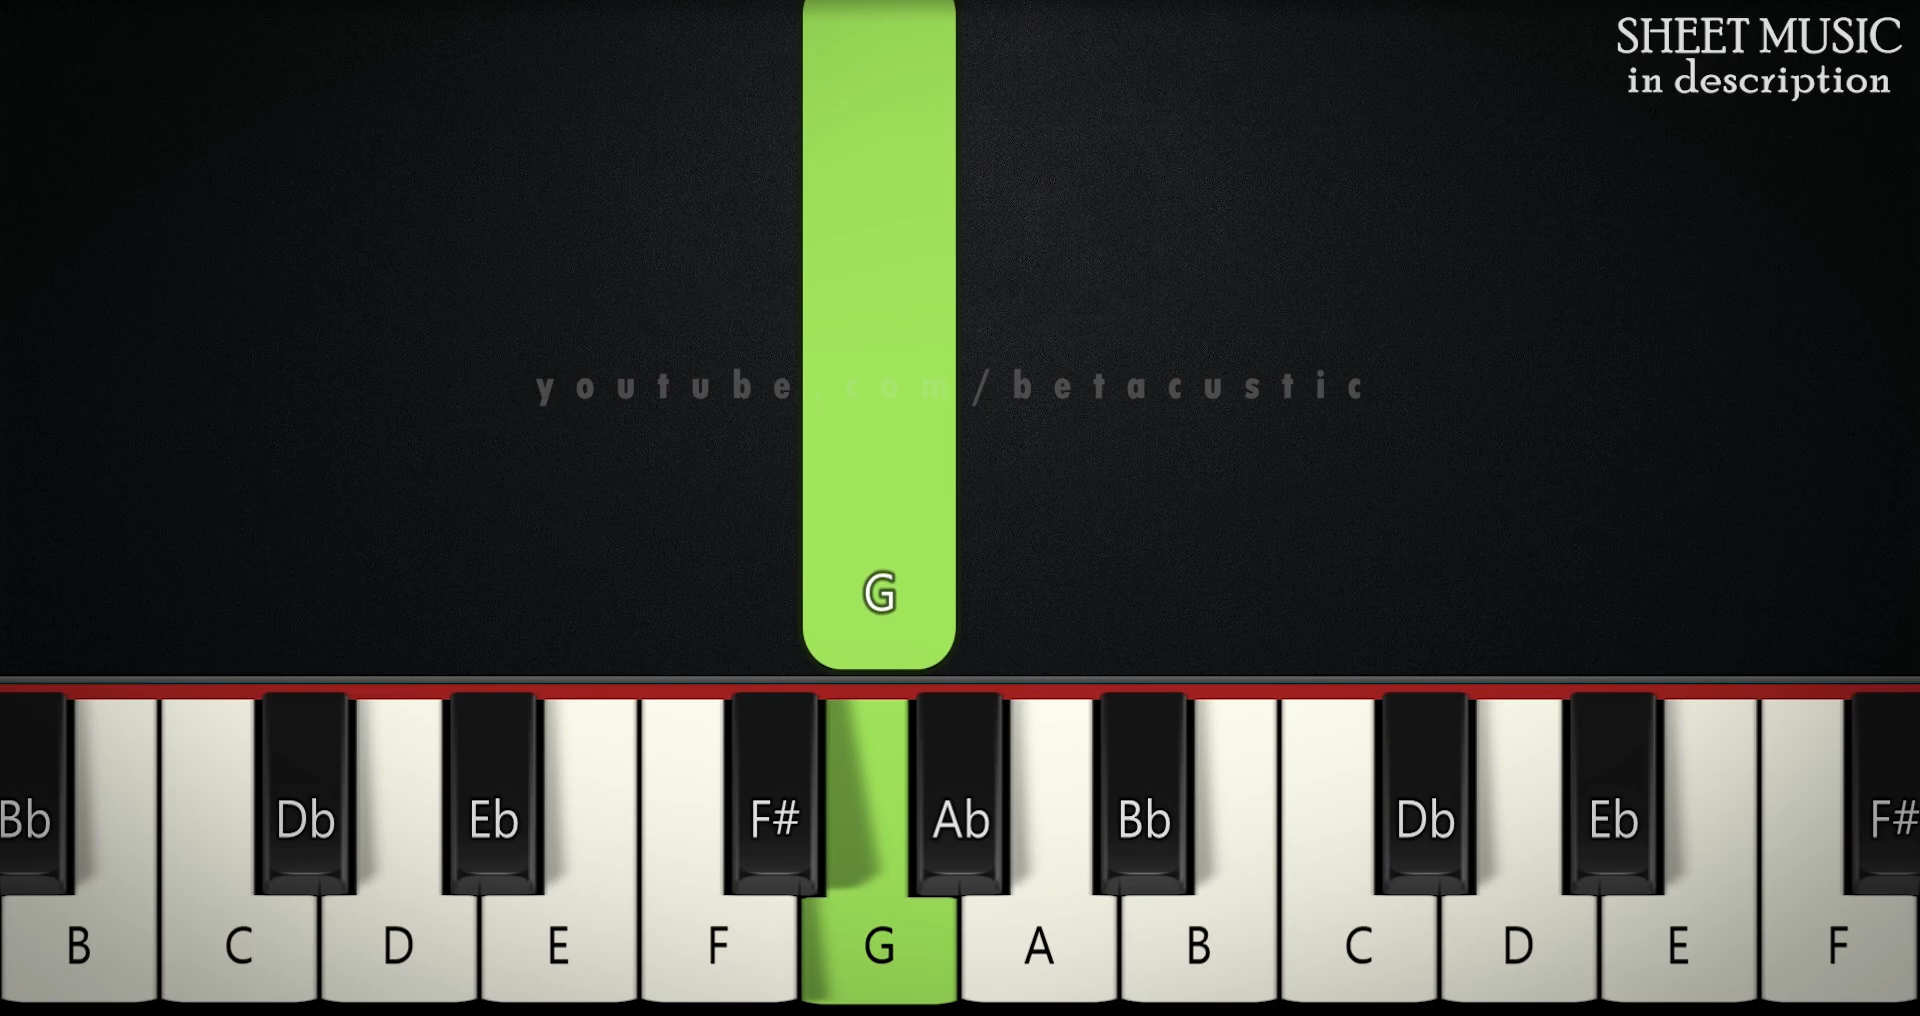 SHEET MUSIC
in description
youtube.com/betacustic
G
Bb Db Eb F# Ab Bb Db Eb F#
B C D E F G A B C D E F